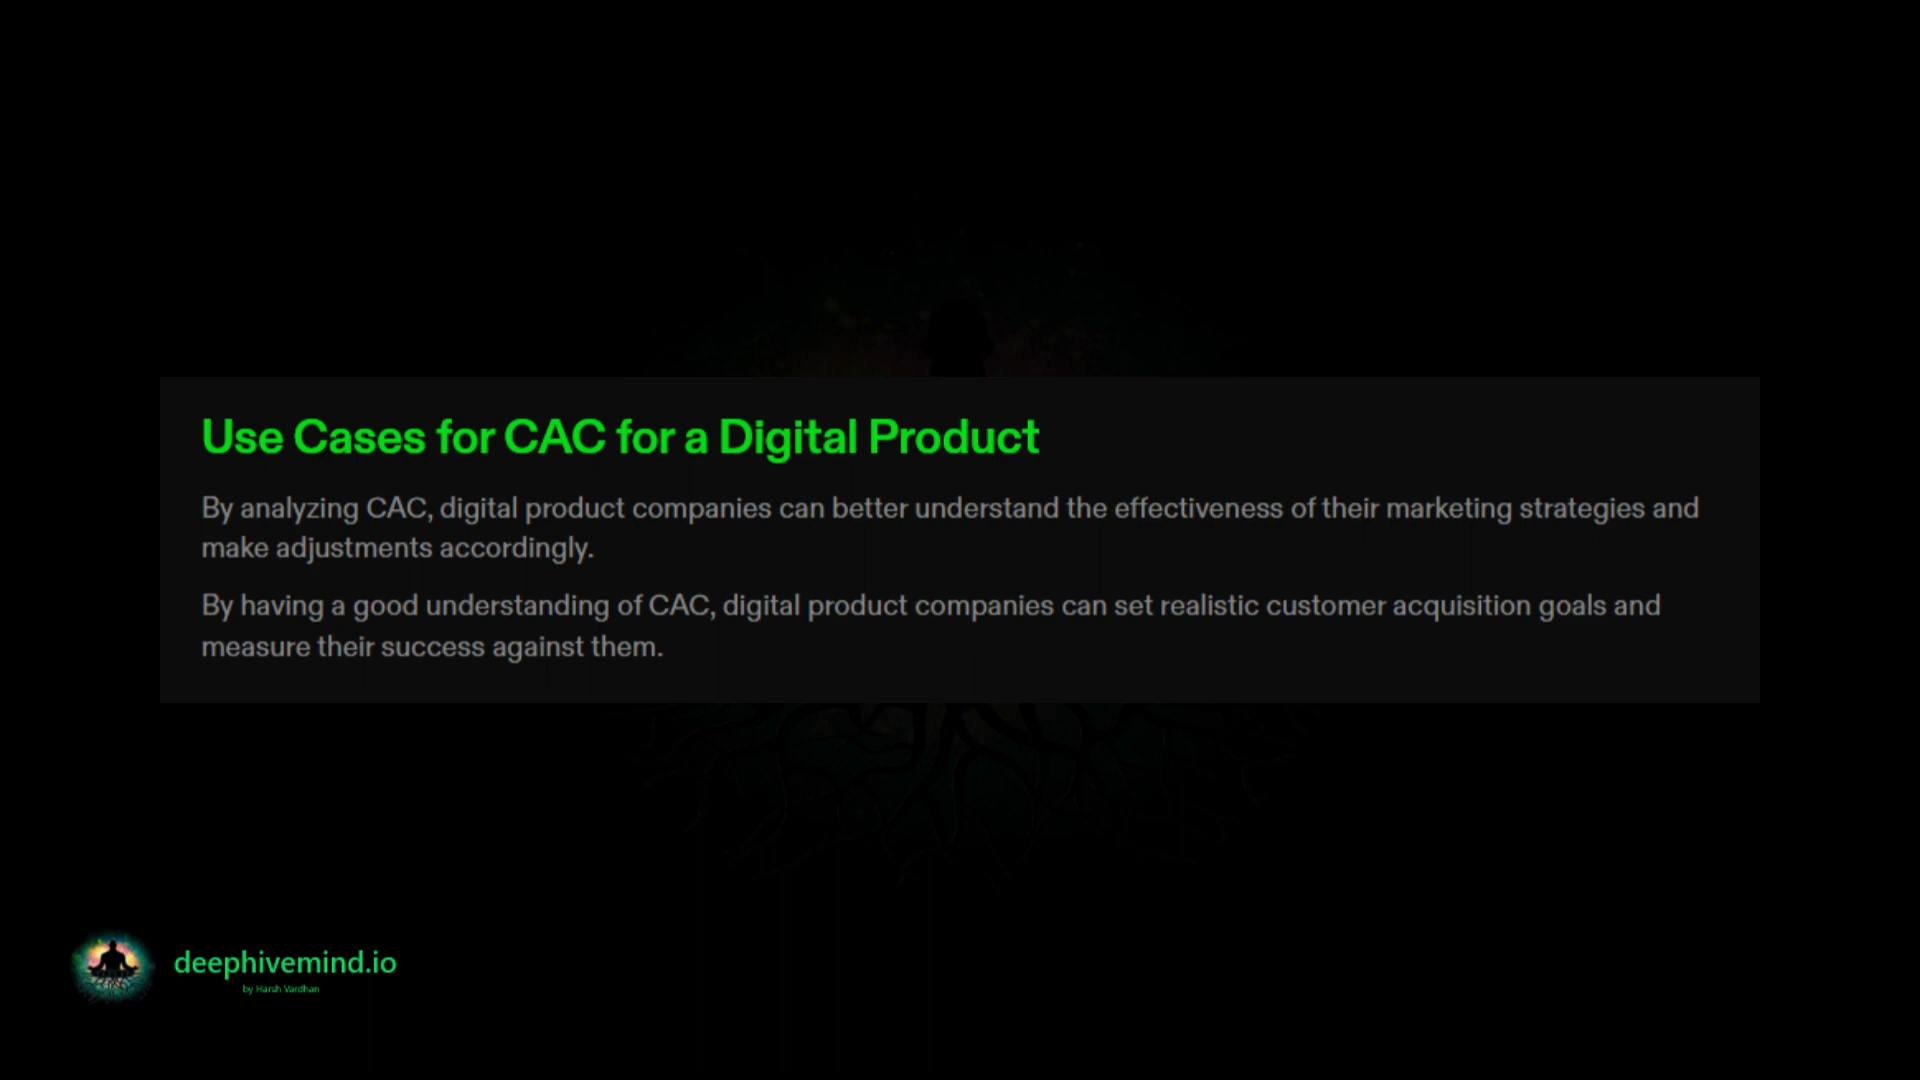 Use Cases for CAC for a Digital Product
By analyzing CAC, digital product companies can better understand the effectiveness of their marketing strategies and
make adjustments accordingly.
By having a good understanding of CAC, digital product companies can set realistic customer acquisition goals and
measure their success against them.
deephivemind.io
by Harsh Vardhan